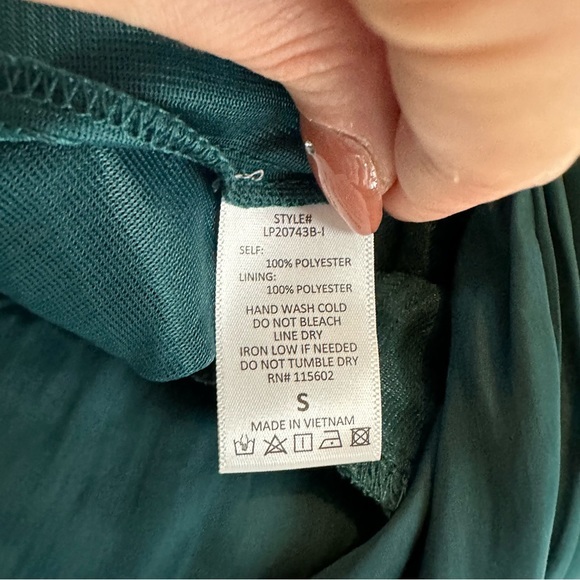 STYLE#
LP20743B-I
SELF:
100% POLYESTER
LINING:
100% POLYESTER
HAND WASH COLD
DO NOT BLEACH
LINE DRY
IRON LOW IF NEEDED
DO NOT TUMBLE DRY
RN# 115602
S
MADE IN VIETNAM